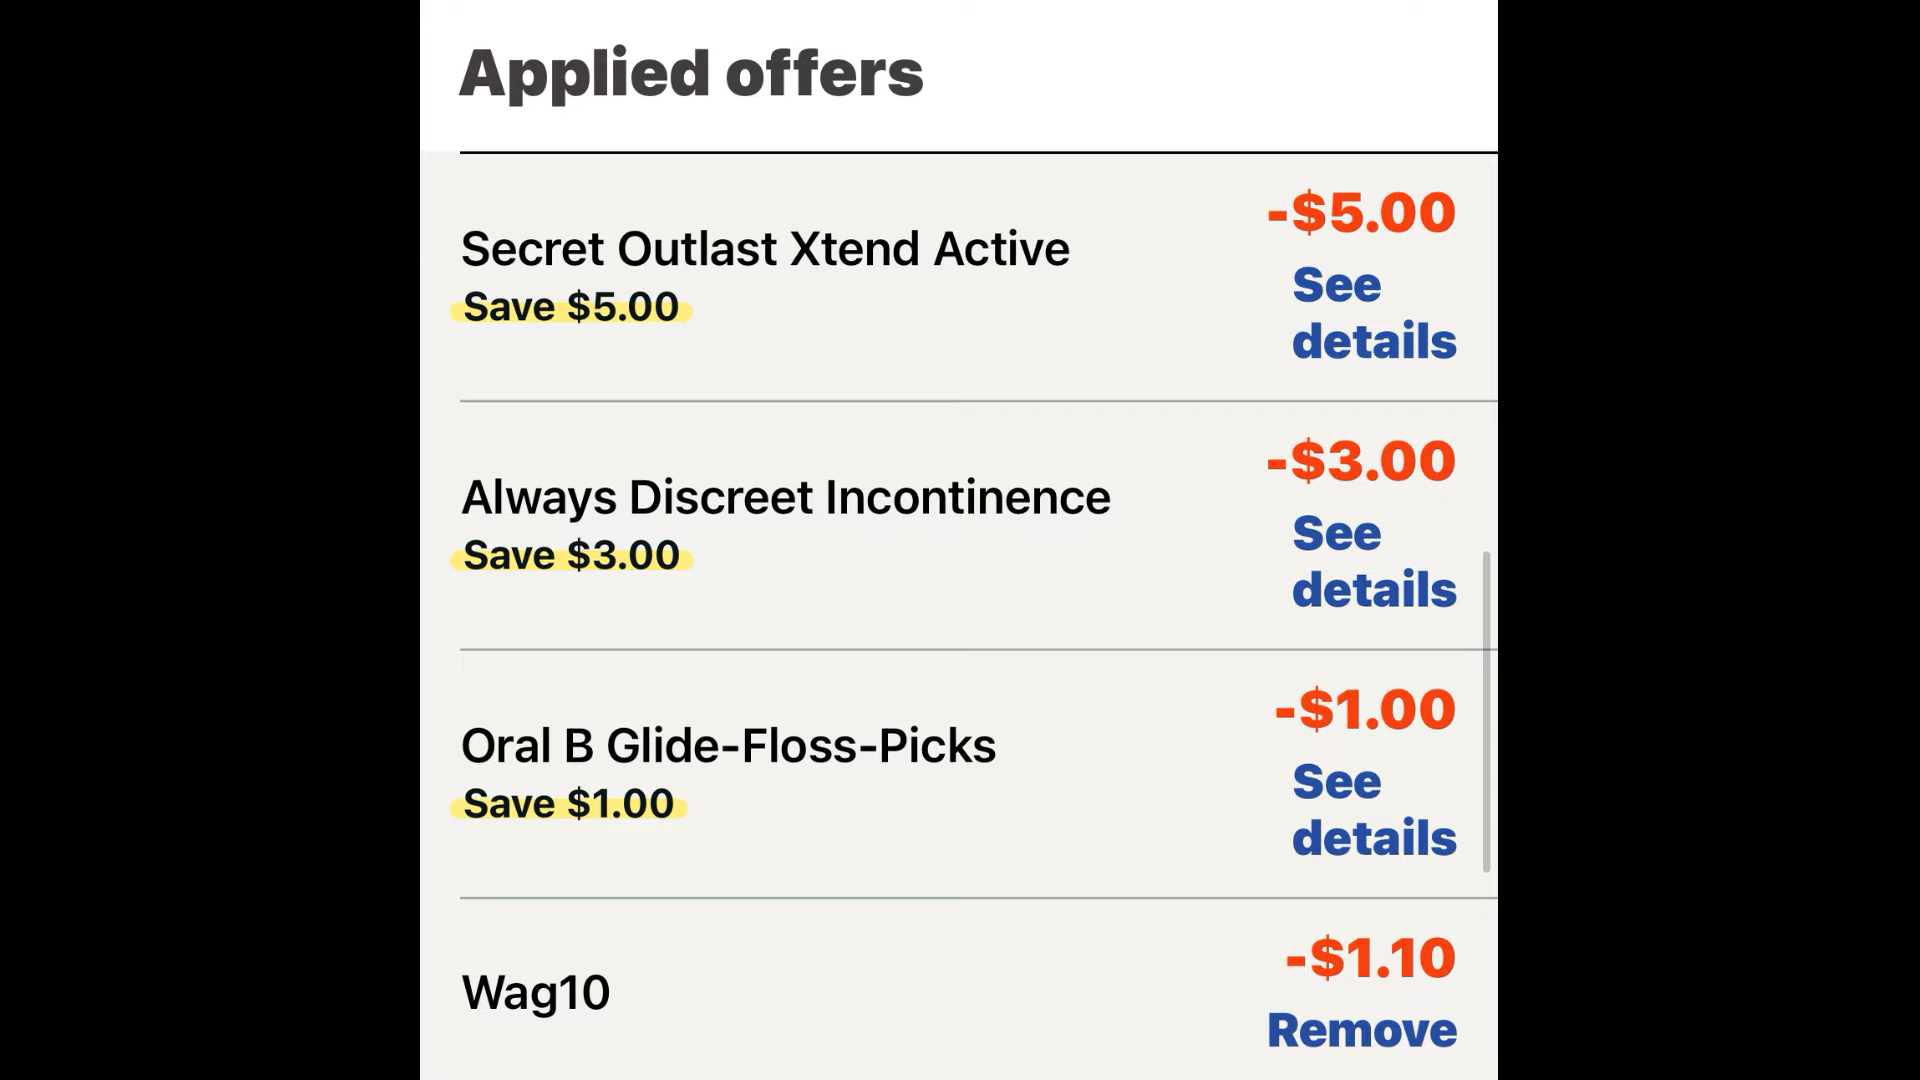 Applied offers
-$5.00
Secret Outlast Xtend Active
Save $5.00
See
details
-$3.00
Always Discreet Incontinence
Save $3.00
See
details
-$1.00
Oral B Glide-Floss-Picks
Save $1.00
See
details
-$1.10
Wag10
Remove